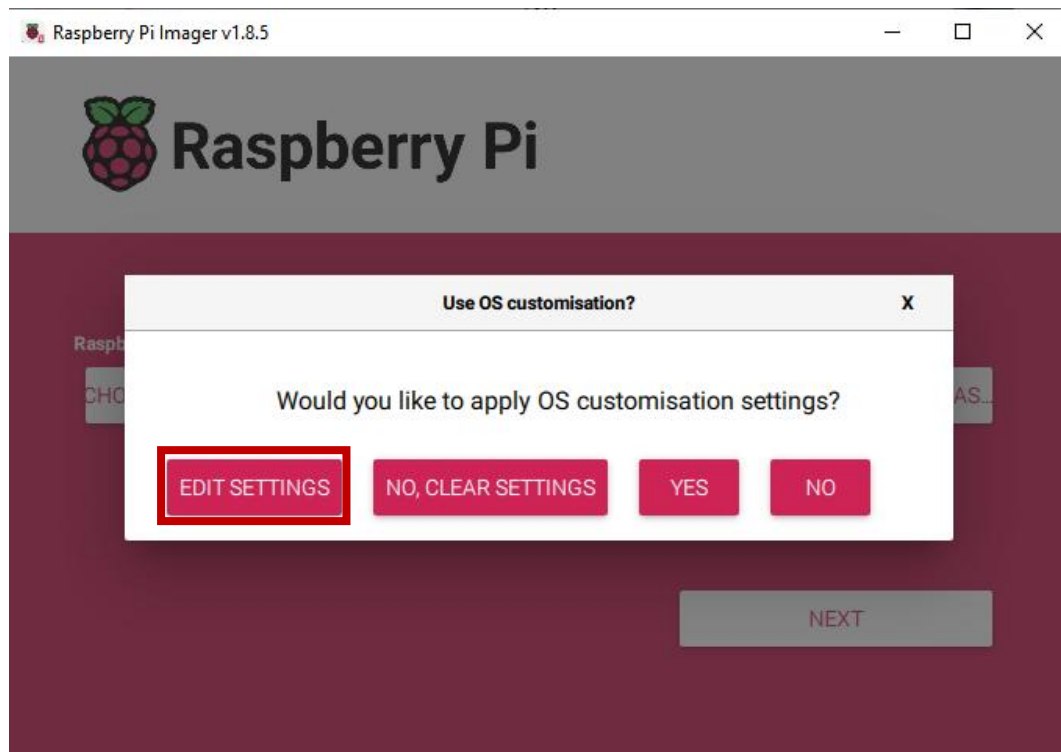 Raspberry Pi Imager v1.8.5
Raspberry Pi
Use OS customisation?
X
Would you like to apply OS customisation settings?
EDIT SETTINGS
NO, CLEAR SETTINGS
YES
NO
NEXT